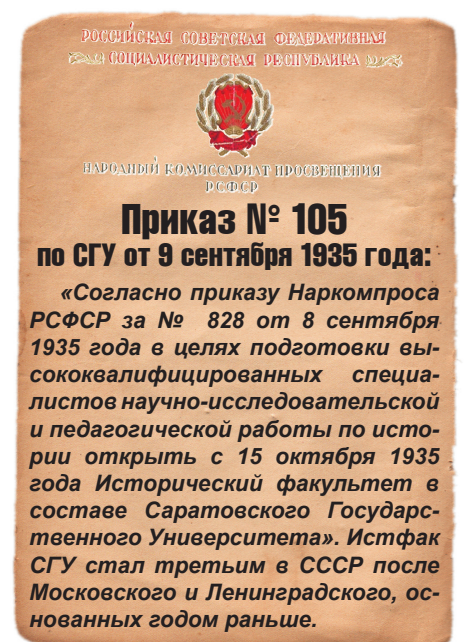 РОССИЙСКАЯ СОВЕТСКАЯ ФЕДЕРАТИВНАЯ
СОЦИАЛИСТИЧЕСКАЯ РЕСПУБЛИКА
НАРОДНЫЙ КОМИССАРИАТ ПРОСВЕЩЕНИЯ
РСФСР
Приказ № 105
по СГУ от 9 сентября 1935 года:
«Согласно приказу Наркомпроса
РСФСР за № 828 от 8 сентября
1935 года в целях подготовки вы-
сококвалифицированных специа-
листов научно-исследовательской
и педагогической работы по исто-
рии открыть с 15 октября 1935
года Исторический факультет в
составе Саратовского Государс-
твенного Университета». Истфак
СГУ стал третьим в СССР после
Московского и Ленинградского, ос-
нованных годом раньше.